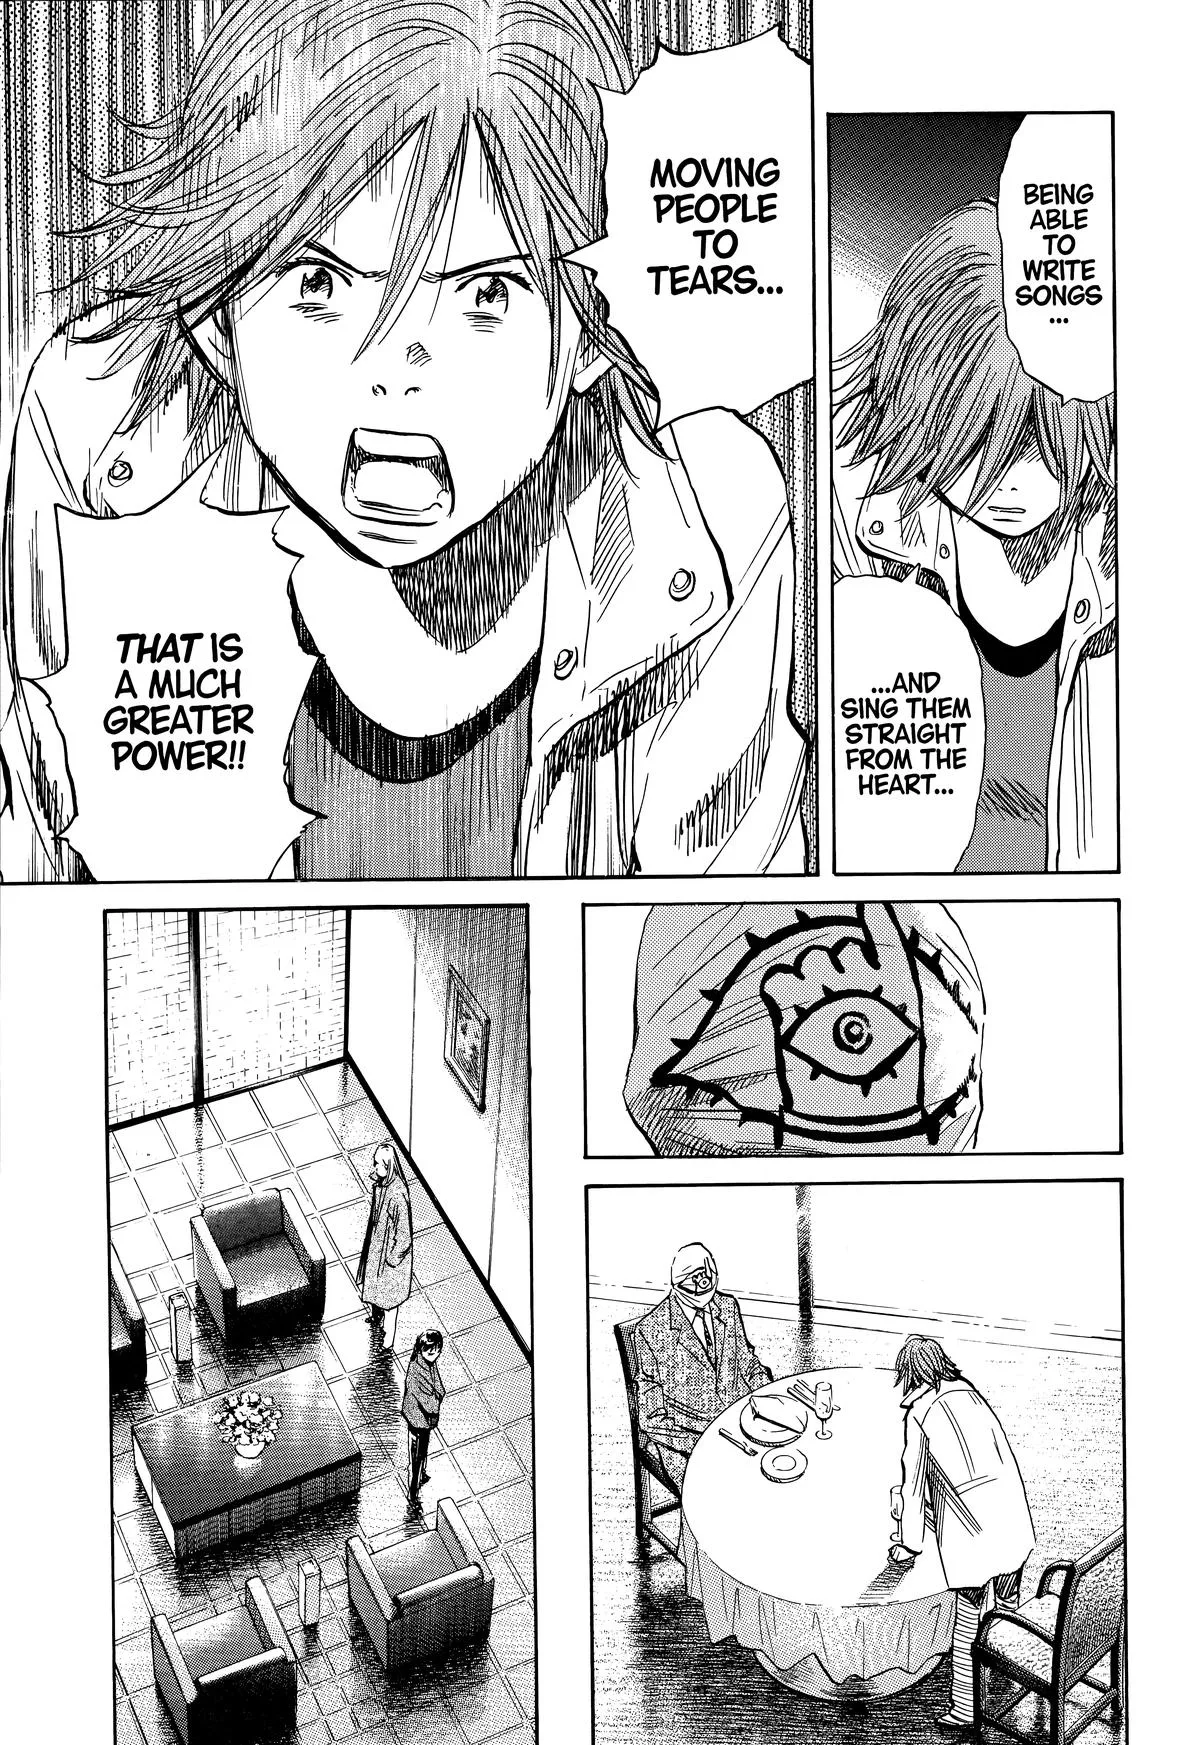 BEING
ABLE
TO
WRITE
SONGS
...
...AND
SING THEM
STRAIGHT
FROM THE
HEART...
MOVING
PEOPLE
TO
TEARS...
THAT IS
A MUCH
GREATER
POWER!!